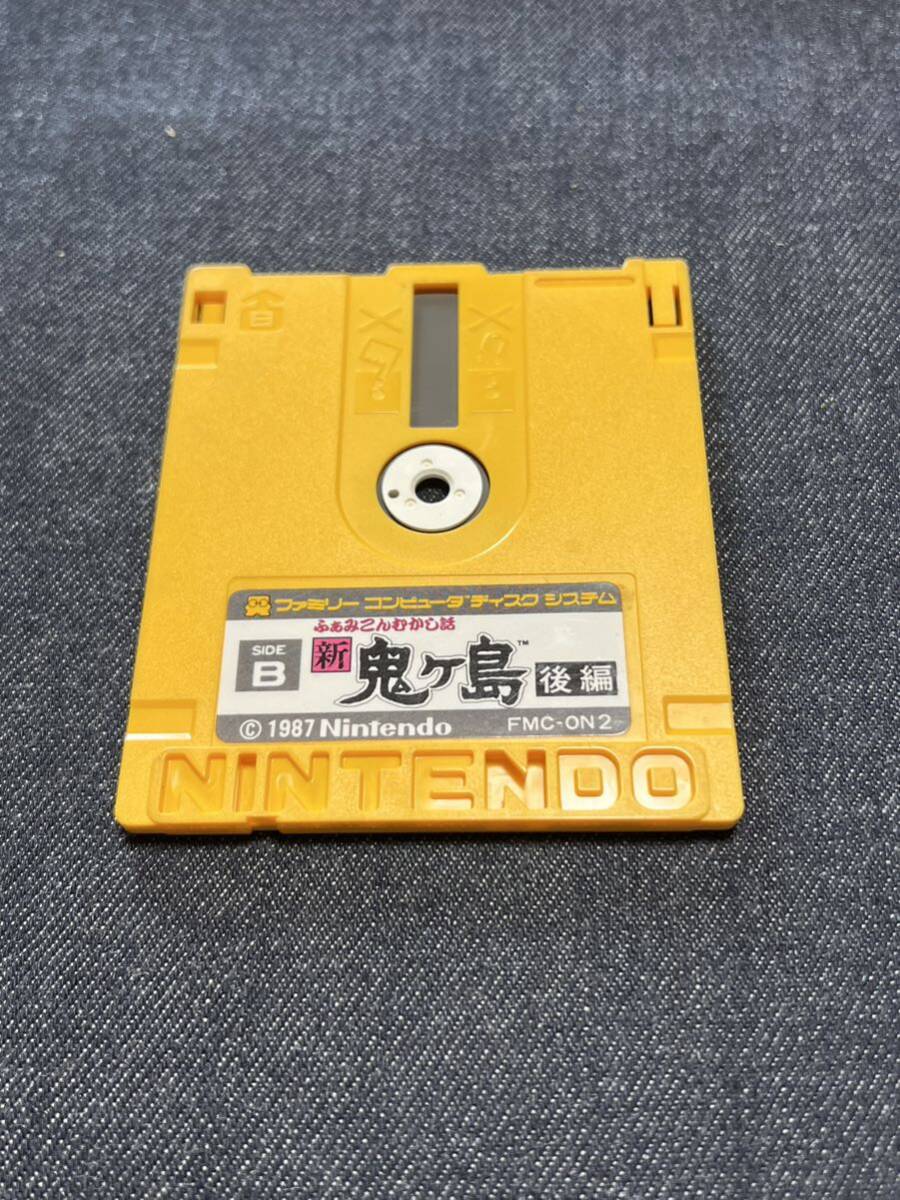 B
ファミリー コンピュータ ディスク システム
ふぁみこんむかし話
SIDE B
新 鬼ヶ島™ 後編
© 1987 Nintendo FMC-ON2
NINTENDO